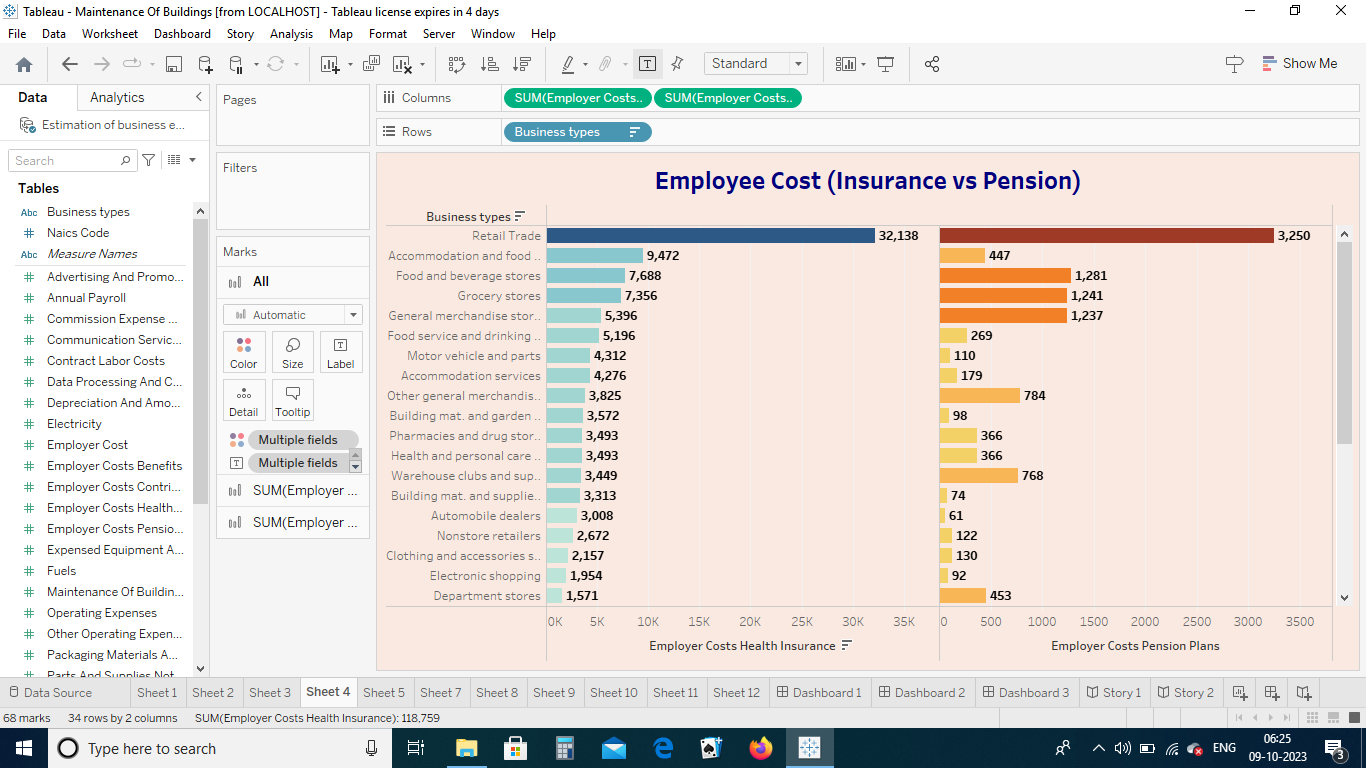 Tableau - Maintenance Of Buildings [from LOCALHOST] - Tableau license expires in 4 days
File Data Worksheet Dashboard Story Analysis Map Format Server Window Help
Standard
Show Me
Data Analytics
Estimation of business e...
Search
Tables
Abc Business types
Naics Code
Abc Measure Names
Advertising And Promo...
Annual Payroll
Commission Expense ...
Communication Servic...
Contract Labor Costs
Data Processing And C...
Depreciation And Amo...
Electricity
Employer Cost
Employer Costs Benefits
Employer Costs Contri...
Employer Costs Health...
Employer Costs Pensio...
Expensed Equipment A...
Fuels
Maintenance Of Buildin...
Operating Expenses
Other Operating Expen...
Packaging Materials A...
Parts And Supplies Not
Pages
Filters
Marks
All
Automatic
Color Size Label
Detail Tooltip
Multiple fields
Multiple fields
SUM(Employer ...
SUM(Employer ...
Columns SUM(Employer Costs.. SUM(Employer Costs..
Rows Business types
Employee Cost (Insurance vs Pension)
Business types
Retail Trade 32,138 3,250
Accommodation and food .. 9,472 447
Food and beverage stores 7,688 1,281
Grocery stores 7,356 1,241
General merchandise stor.. 5,396 1,237
Food service and drinking .. 5,196 269
Motor vehicle and parts 4,312 110
Accommodation services 4,276 179
Other general merchandis.. 3,825 784
Building mat. and garden .. 3,572 98
Pharmacies and drug stor.. 3,493 366
Health and personal care .. 3,493 366
Warehouse clubs and sup.. 3,449 768
Building mat. and supplie.. 3,313 74
Automobile dealers 3,008 61
Nonstore retailers 2,672 122
Clothing and accessories s.. 2,157 130
Electronic shopping 1,954 92
Department stores 1,571 453
0K 5K 10K 15K 20K 25K 30K 35K 0 500 1000 1500 2000 2500 3000 3500
Employer Costs Health Insurance Employer Costs Pension Plans
Data Source Sheet 1 Sheet 2 Sheet 3 Sheet 4 Sheet 5 Sheet 7 Sheet 8 Sheet 9 Sheet 10 Sheet 11 Sheet 12 Dashboard 1 Dashboard 2 Dashboard 3 Story 1 Story 2
68 marks 34 rows by 2 columns SUM(Employer Costs Health Insurance): 118,759
Type here to search
ENG
06:25
09-10-2023
3